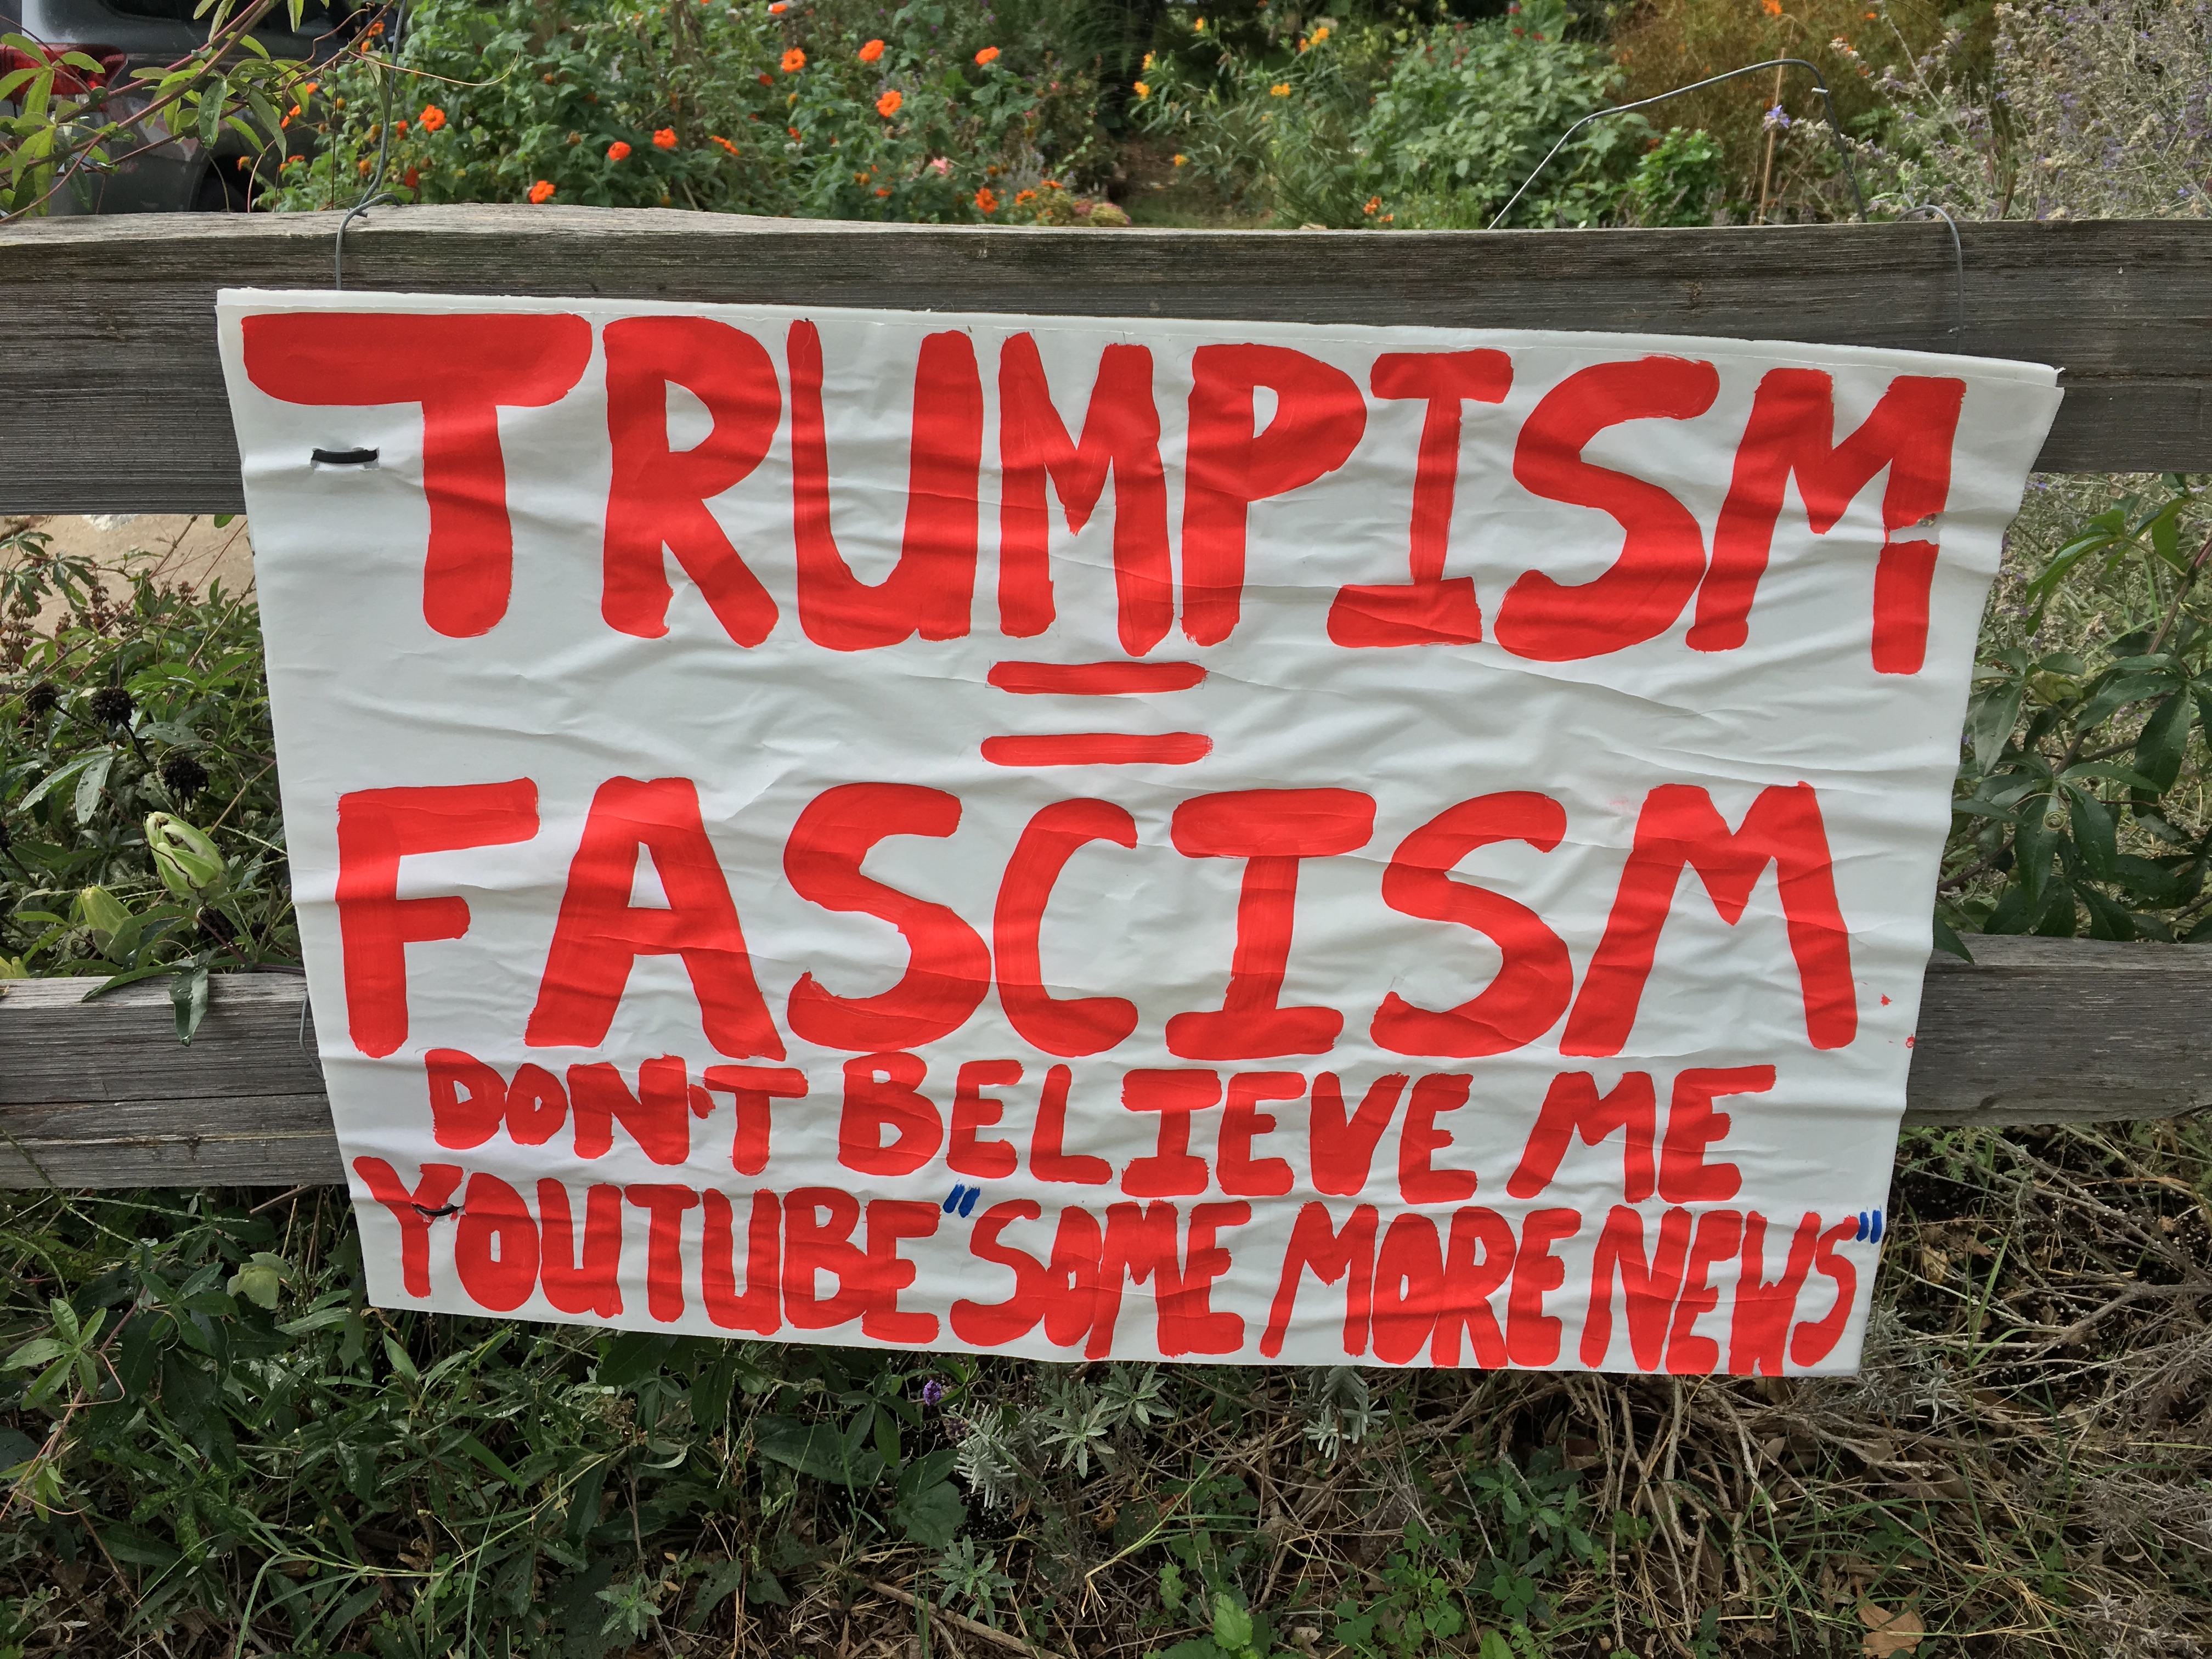 TRUMPISM
=
FASCISM
DON'T BELIEVE ME
YOUTUBE "SOME MORE NEWS"